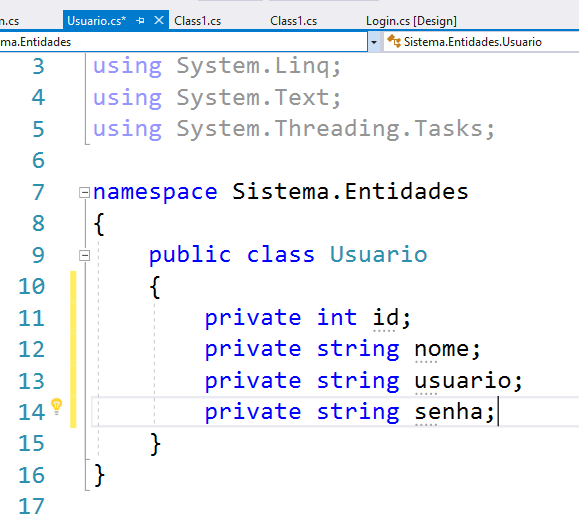 n.cs Usuario.cs* Class1.cs Class1.cs Login.cs [Design]
ma.Entidades Sistema.Entidades.Usuario
3 using System.Linq;
4 using System.Text;
5 using System.Threading.Tasks;
6
7 namespace Sistema.Entidades
8 {
9 public class Usuario
10 {
11 private int id;
12 private string nome;
13 private string usuario;
14 private string senha;
15 }
16 }
17